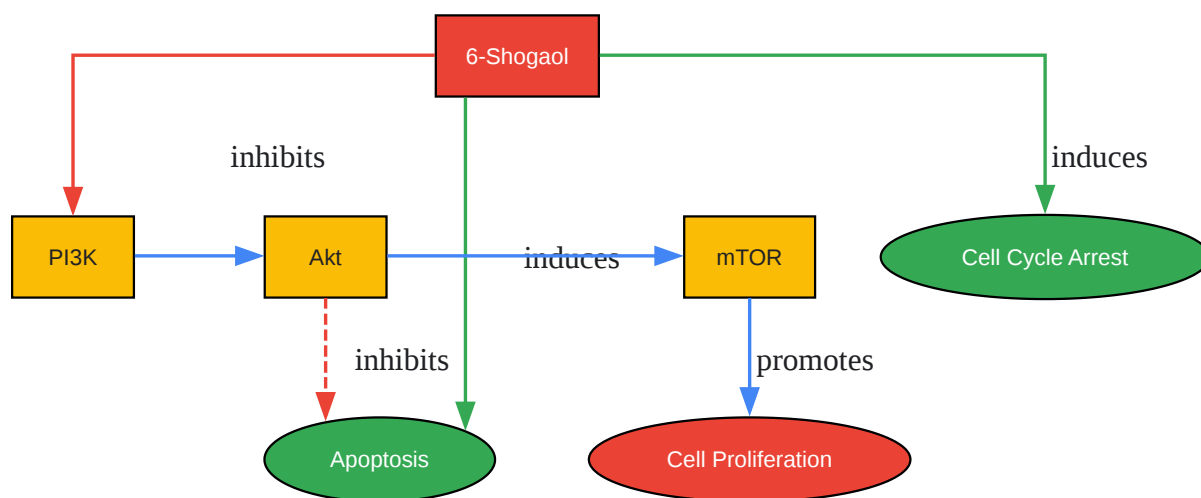 6-Shogaol
inhibits
induces
PI3K
Akt
induces
mTOR
Cell Cycle Arrest
inhibits
promotes
Apoptosis
Cell Proliferation